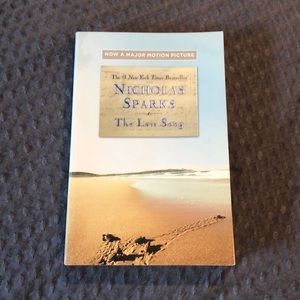 NOW A MAJOR MOTION PICTURE
The #1 New York Times Bestseller
NICHOLAS
SPARKS
The Last Song